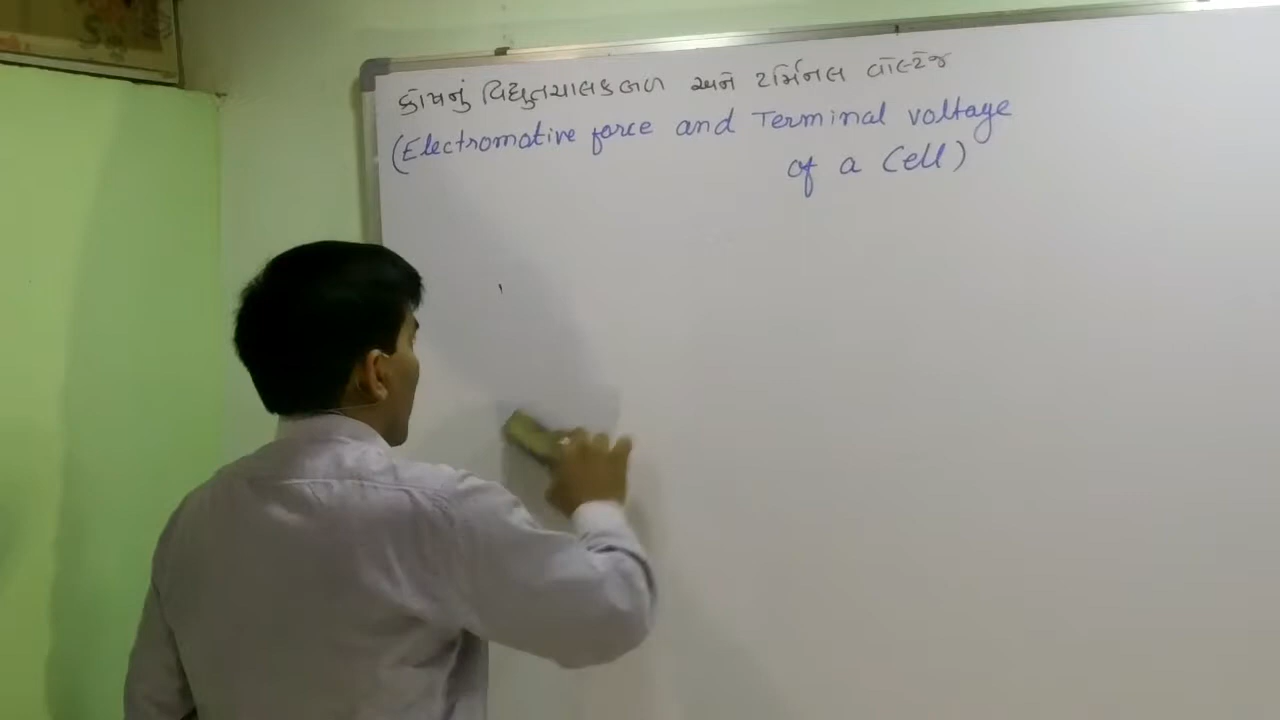 કોષનું વિદ્યુતચાલકબળ અને ટર્મિનલ વૉલ્ટેજ
(Electromotive force and Terminal voltage
of a Cell)